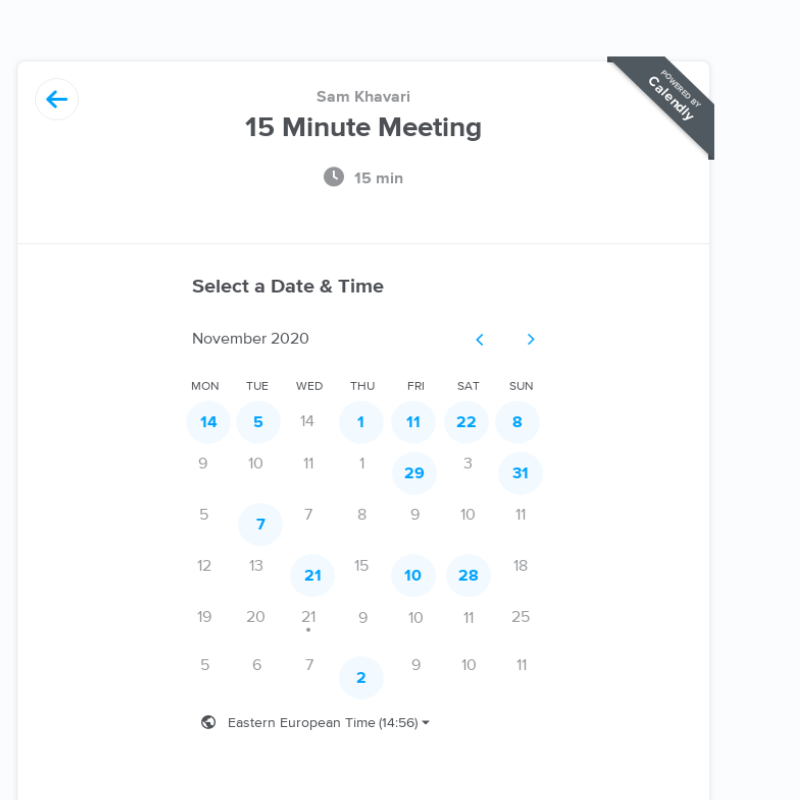 POWERED BY
Calendly
Sam Khavari
15 Minute Meeting
15 min
Select a Date & Time
November 2020
MON TUE WED THU FRI SAT SUN
14 5 14 1 11 22 8
9 10 11 1 29 3 31
5 7 7 8 9 10 11
12 13 21 15 10 28 18
19 20 21 9 10 11 25
5 6 7 2 9 10 11
Eastern European Time (14:56)